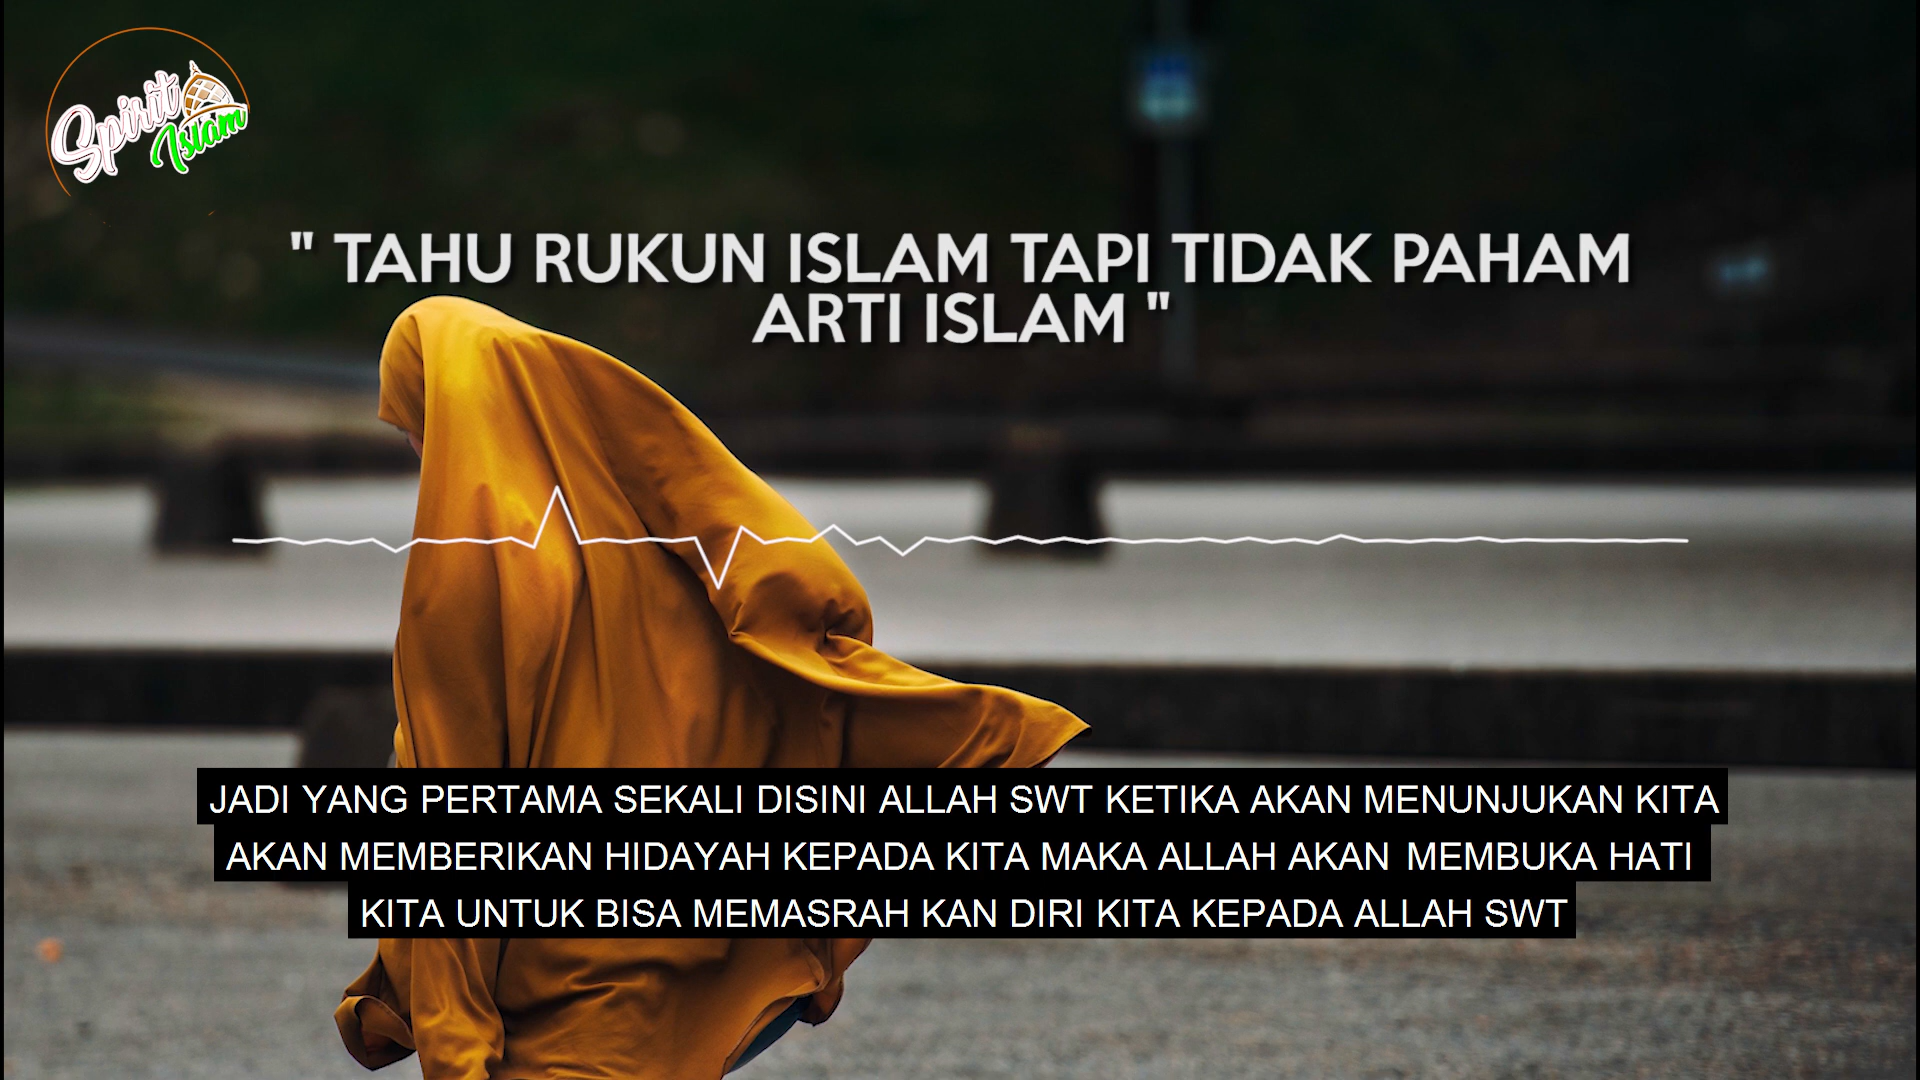 Spirit
Islam
" TAHU RUKUN ISLAM TAPI TIDAK PAHAM
ARTI ISLAM "
JADI YANG PERTAMA SEKALI DISINI ALLAH SWT KETIKA AKAN MENUNJUKAN KITA
AKAN MEMBERIKAN HIDAYAH KEPADA KITA MAKA ALLAH AKAN MEMBUKA HATI
KITA UNTUK BISA MEMASRAH KAN DIRI KITA KEPADA ALLAH SWT